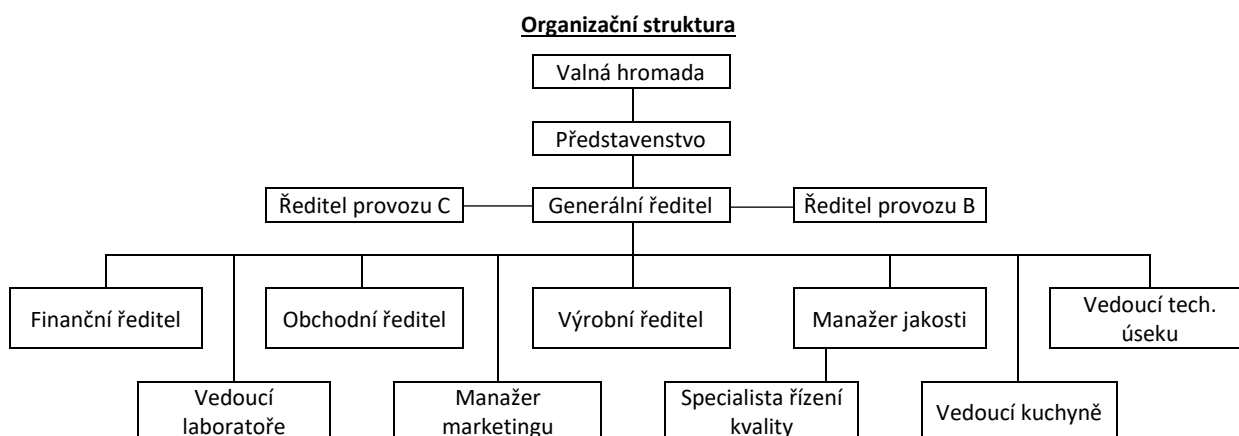 Organizační struktura
Valná hromada
Představenstvo
Ředitel provozu C
Generální ředitel
Ředitel provozu B
Finanční ředitel
Obchodní ředitel
Výrobní ředitel
Manažer jakosti
Vedoucí tech.
úseku
Vedoucí
laboratoře
Manažer
marketingu
Specialista řízení
kvality
Vedoucí kuchyně